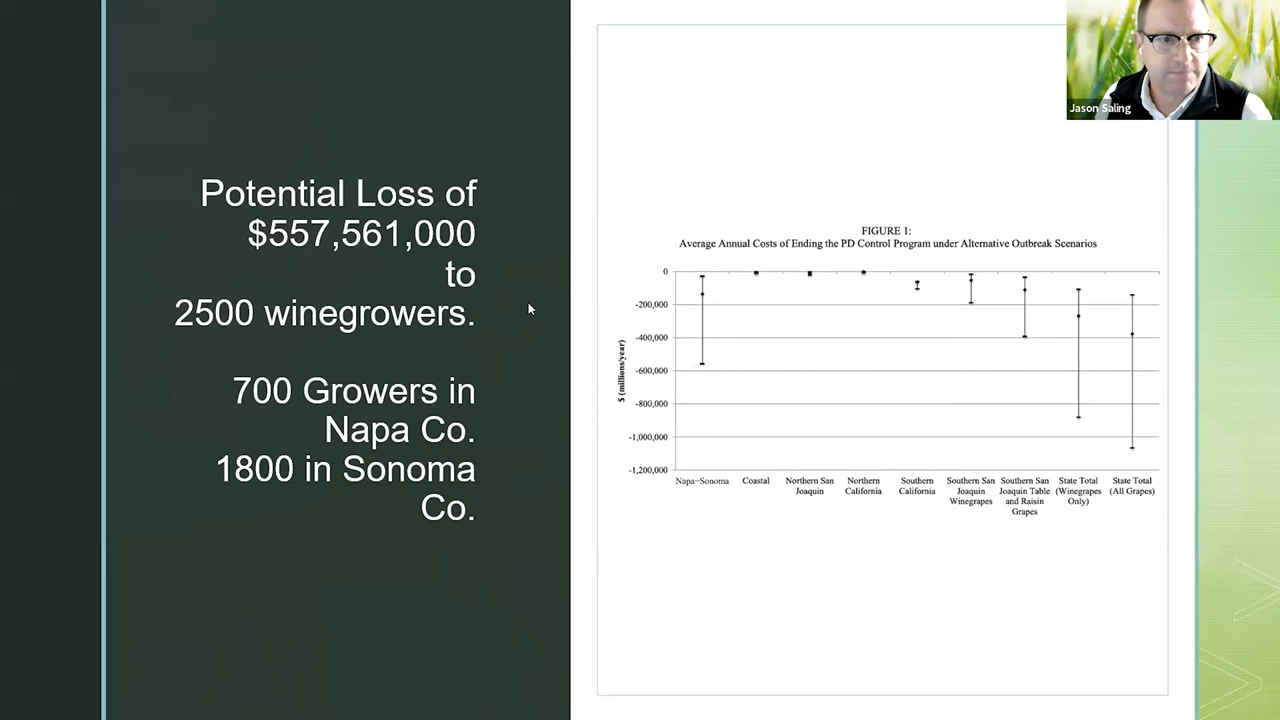 Potential Loss of
$557,561,000
to
2500 winegrowers.
700 Growers in
Napa Co.
1800 in Sonoma
Co.
Jason Saling
FIGURE 1:
Average Annual Costs of Ending the PD Control Program under Alternative Outbreak Scenarios
$ (millions/year)
0
-200,000
-400,000
-600,000
-800,000
-1,000,000
-1,200,000
Napa−Sonoma
Coastal
Northern San
Joaquin
Northern
California
Southern
California
Southern San
Joaquin
Winegrapes
Southern San
Joaquin Table
and Raisin
Grapes
State Total
(Winegrapes
Only)
State Total
(All Grapes)